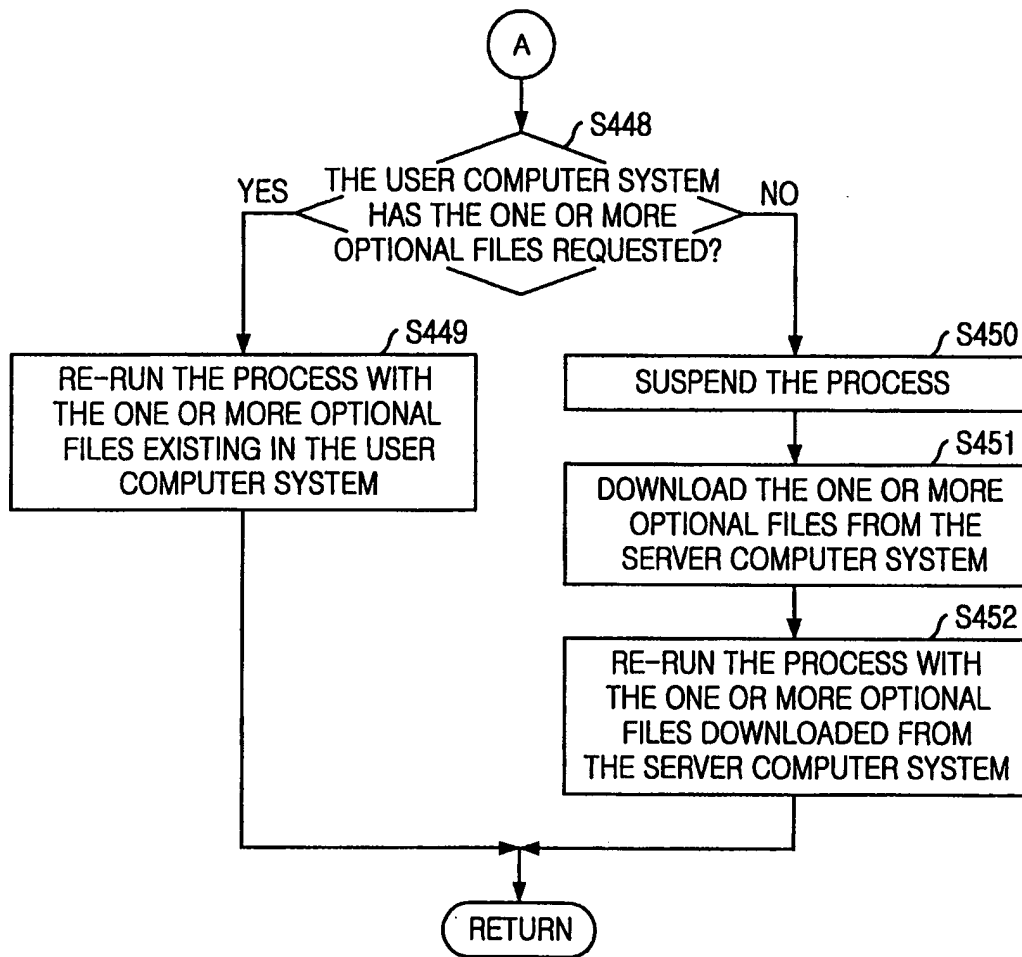 A
S448
YES
THE USER COMPUTER SYSTEM
HAS THE ONE OR MORE
OPTIONAL FILES REQUESTED?
NO
S449
RE-RUN THE PROCESS WITH
THE ONE OR MORE OPTIONAL
FILES EXISTING IN THE USER
COMPUTER SYSTEM
S450
SUSPEND THE PROCESS
S451
DOWNLOAD THE ONE OR MORE
OPTIONAL FILES FROM THE
SERVER COMPUTER SYSTEM
S452
RE-RUN THE PROCESS WITH
THE ONE OR MORE OPTIONAL
FILES DOWNLOADED FROM
THE SERVER COMPUTER SYSTEM
RETURN